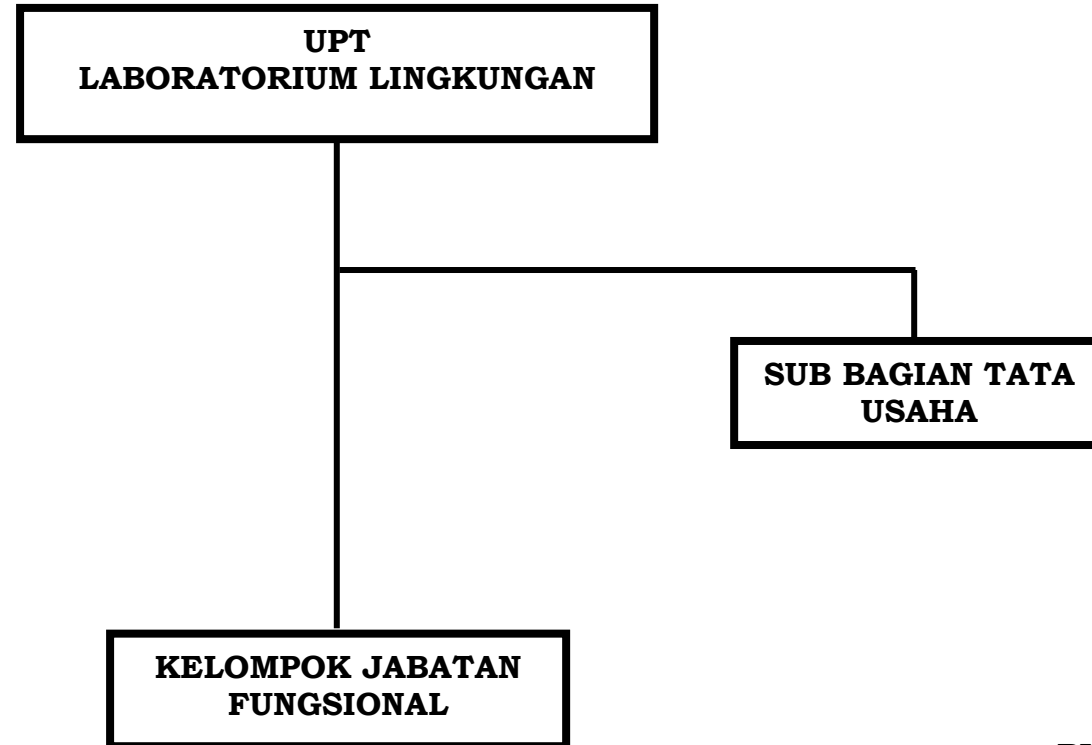 UPT
LABORATORIUM LINGKUNGAN
SUB BAGIAN TATA
USAHA
KELOMPOK JABATAN
FUNGSIONAL